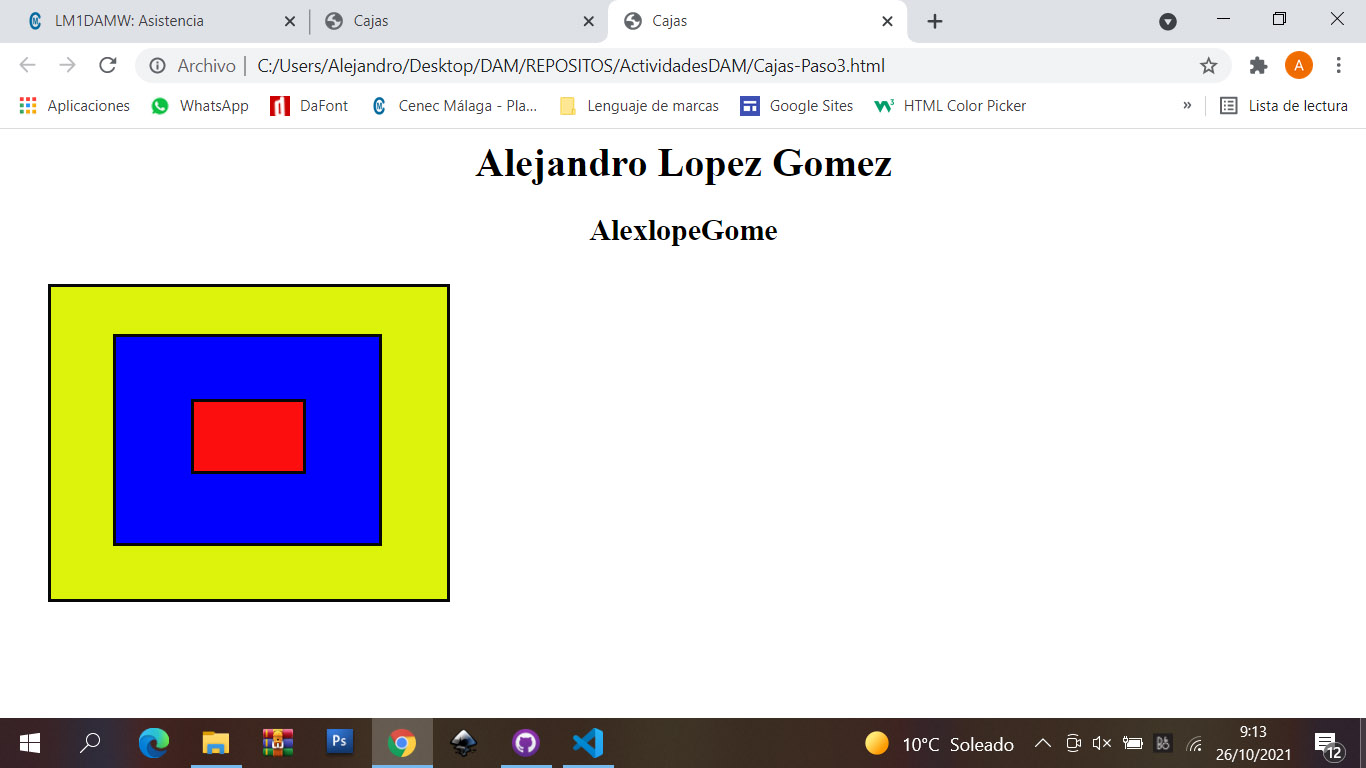 LM1DAMW: Asistencia
Cajas
Cajas
Archivo C:/Users/Alejandro/Desktop/DAM/REPOSITOS/ActividadesDAM/Cajas-Paso3.html
A
Aplicaciones WhatsApp DaFont Cenec Málaga - Pla... Lenguaje de marcas Google Sites HTML Color Picker » Lista de lectura
Alejandro Lopez Gomez
AlexlopeGome
Ps
10°C Soleado
9:13
26/10/2021
12